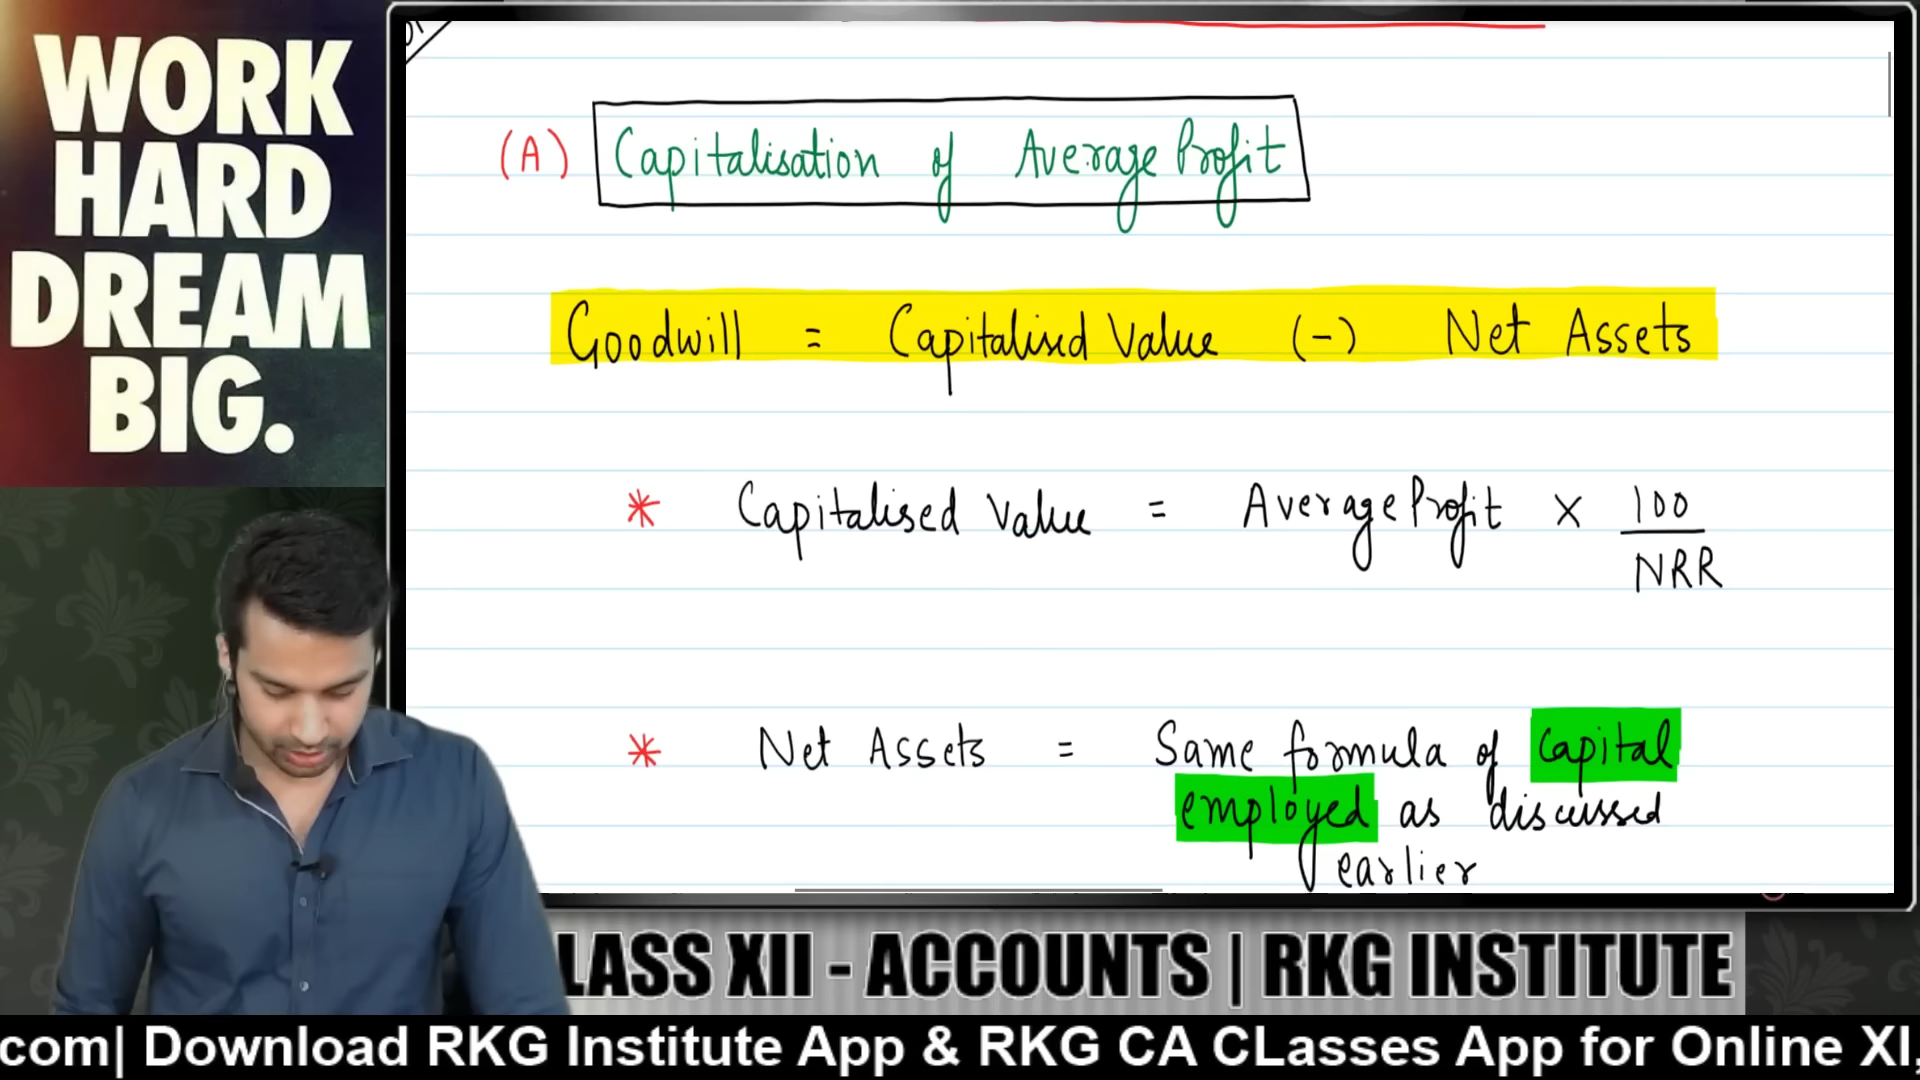 WORK
HARD
DREAM
BIG.
(A) Capitalisation of Average Profit
Goodwill = Capitalised Value (-) Net Assets
* Capitalised Value = Average Profit × 100
NRR
* Net Assets = Same formula of capital
employed as discussed
earlier
LASS XII - ACCOUNTS | RKG INSTITUTE
com| Download RKG Institute App & RKG CA CLasses App for Online XI,